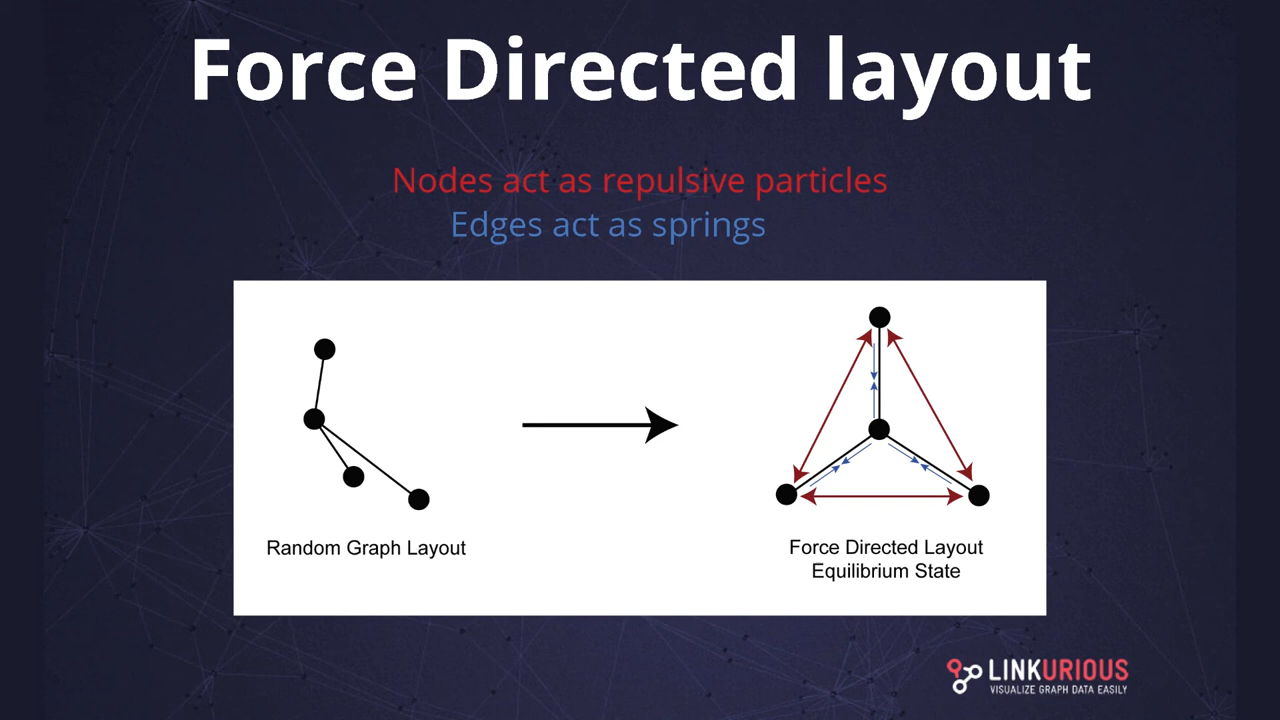 Force Directed layout
Nodes act as repulsive particles
Edges act as springs
Random Graph Layout
Force Directed Layout
Equilibrium State
LINKURIOUS
VISUALIZE GRAPH DATA EASILY